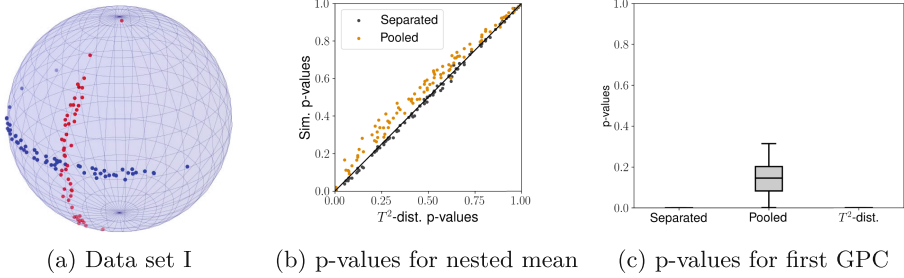 1.0
0.8
0.6
0.4
0.2
0.0
Sim. p-values
Separated
Pooled
0.00 0.25 0.50 0.75 1.00
T²-dist. p-values
1.0
0.8
0.6
0.4
0.2
0.0
p-values
Separated Pooled T²-dist.
(a) Data set I
(b) p-values for nested mean
(c) p-values for first GPC